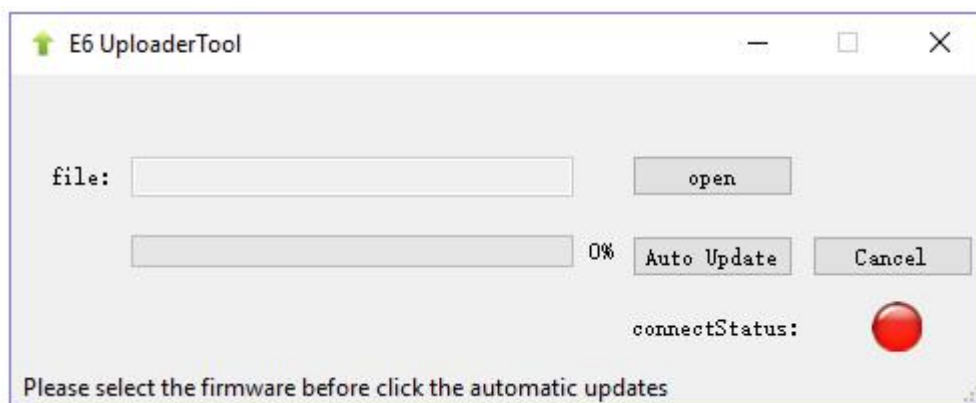 E6 UploaderTool
file:
open
0%
Auto Update
Cancel
connectStatus:
Please select the firmware before click the automatic updates